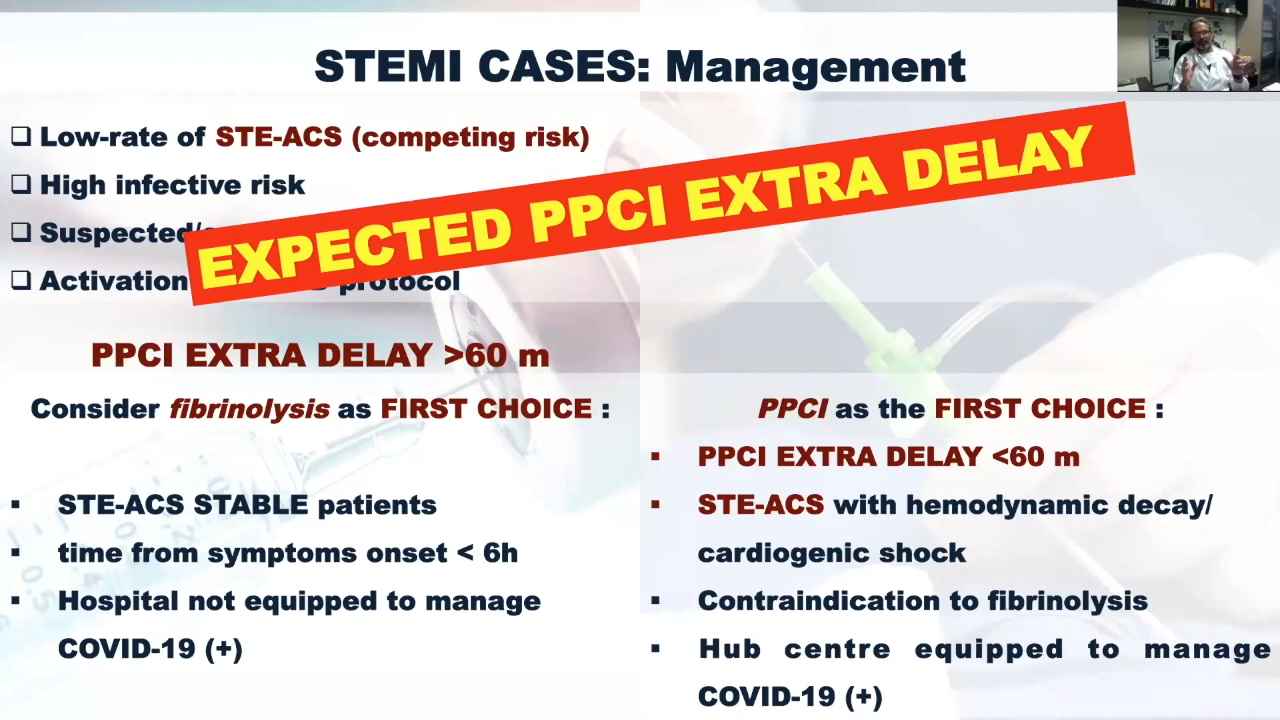 STEMI CASES: Management
Low-rate of STE-ACS (competing risk)
High infective risk
Suspected/
Activation protocol
EXPECTED PPCI EXTRA DELAY
PPCI EXTRA DELAY >60 m
Consider fibrinolysis as FIRST CHOICE :
STE-ACS STABLE patients
time from symptoms onset < 6h
Hospital not equipped to manage
COVID-19 (+)
PPCI as the FIRST CHOICE :
PPCI EXTRA DELAY <60 m
STE-ACS with hemodynamic decay/
cardiogenic shock
Contraindication to fibrinolysis
Hub centre equipped to manage
COVID-19 (+)